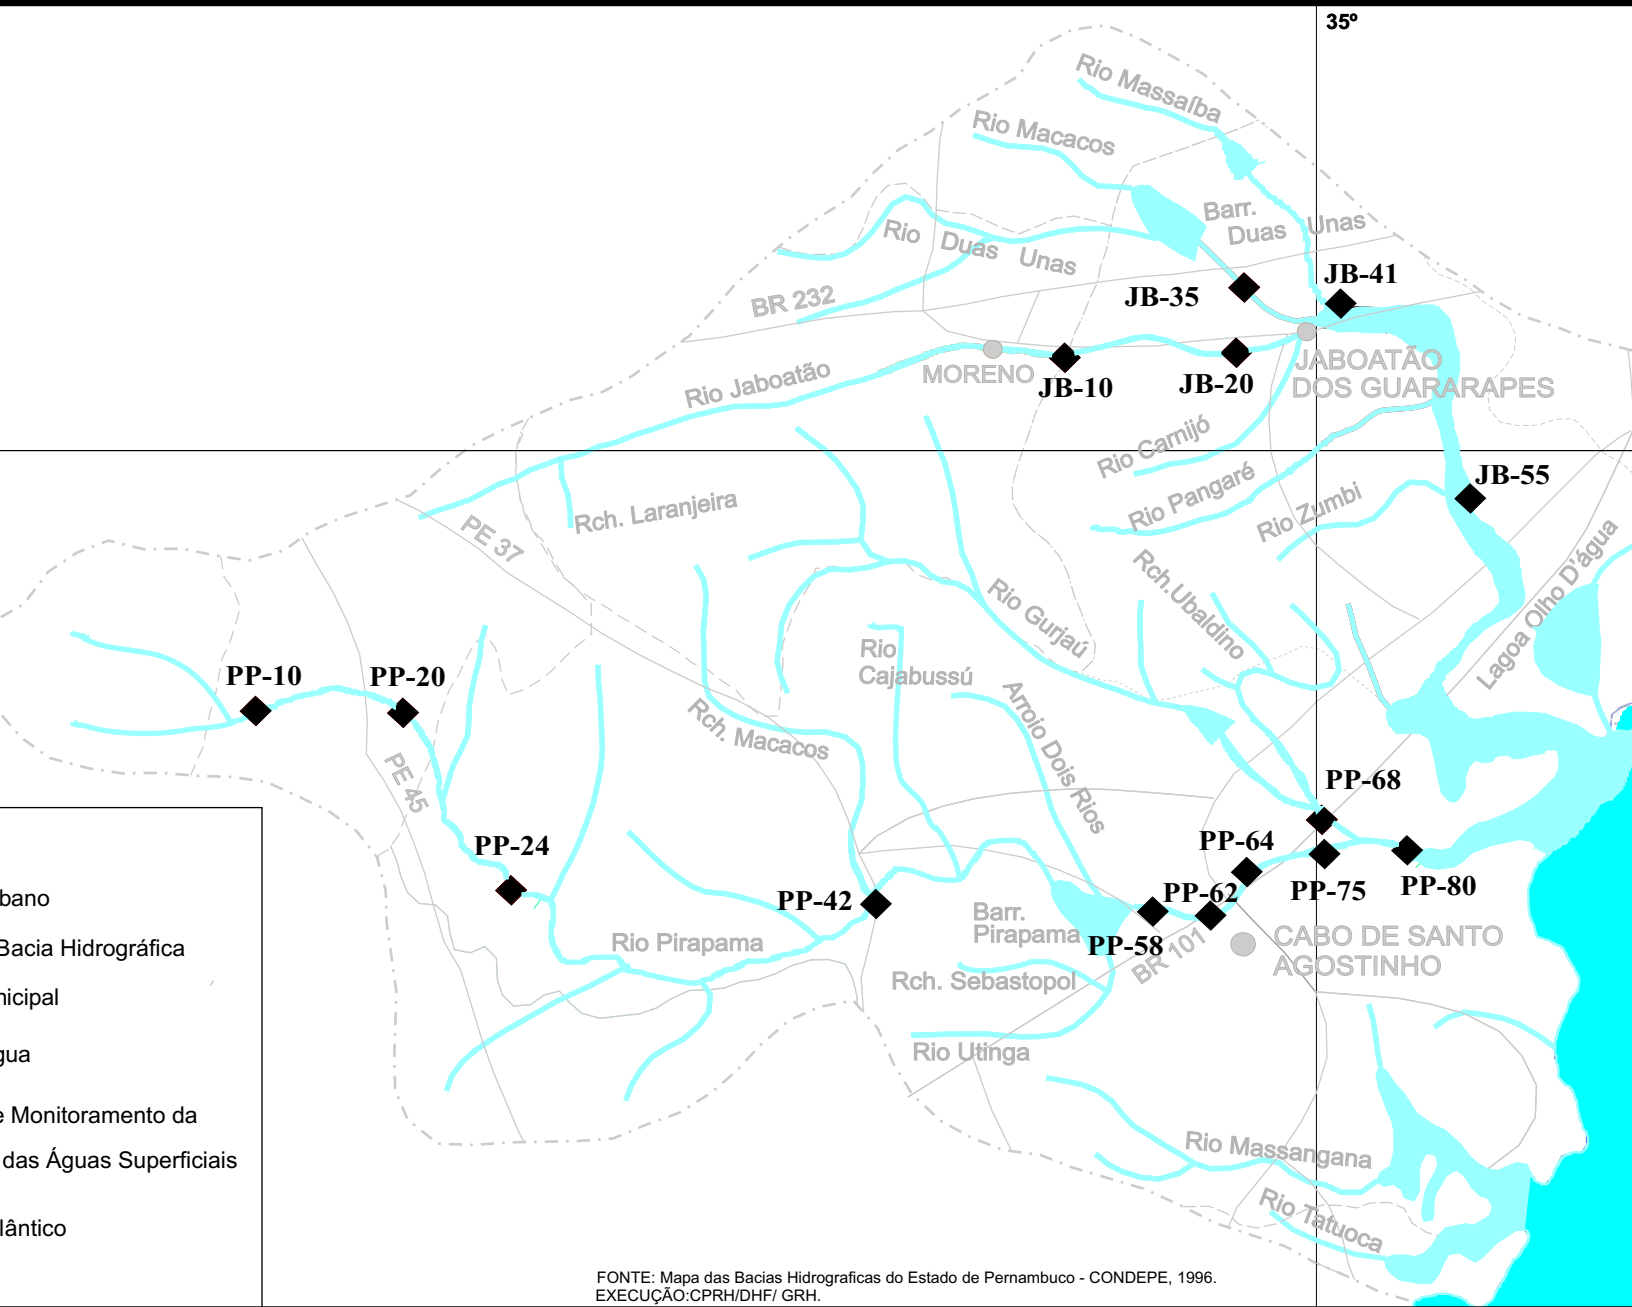 35º
Rio Massaíba
Rio Macacos
Barr.
Duas Unas
Rio Duas Unas
BR 232
JB-35
JB-41
MORENO
JB-10
JB-20
JABOATÃO
DOS GUARARAPES
Rio Jaboatão
Rio Carnijó
Rio Pangaré
Rio Zumbi
JB-55
Rch. Laranjeira
PE 37
Rch.Ubaldino
Lagoa Olho D'água
Rio Gurjaú
Rio
Cajabussú
PP-10
PP-20
Arroio Dois Rios
Rch. Macacos
PE 45
PP-68
PP-24
PP-64
PP-42
PP-62
PP-75
PP-80
Barr.
Pirapama
PP-58
BR 101
CABO DE SANTO
AGOSTINHO
Rio Pirapama
Rch. Sebastopol
Rio Utinga
Rio Massangana
Rio Tatuoca
bano
Bacia Hidrográfica
nicipal
gua
e Monitoramento da
das Águas Superficiais
lântico
FONTE: Mapa das Bacias Hidrograficas do Estado de Pernambuco - CONDEPE, 1996.
EXECUÇÃO:CPRH/DHF/ GRH.